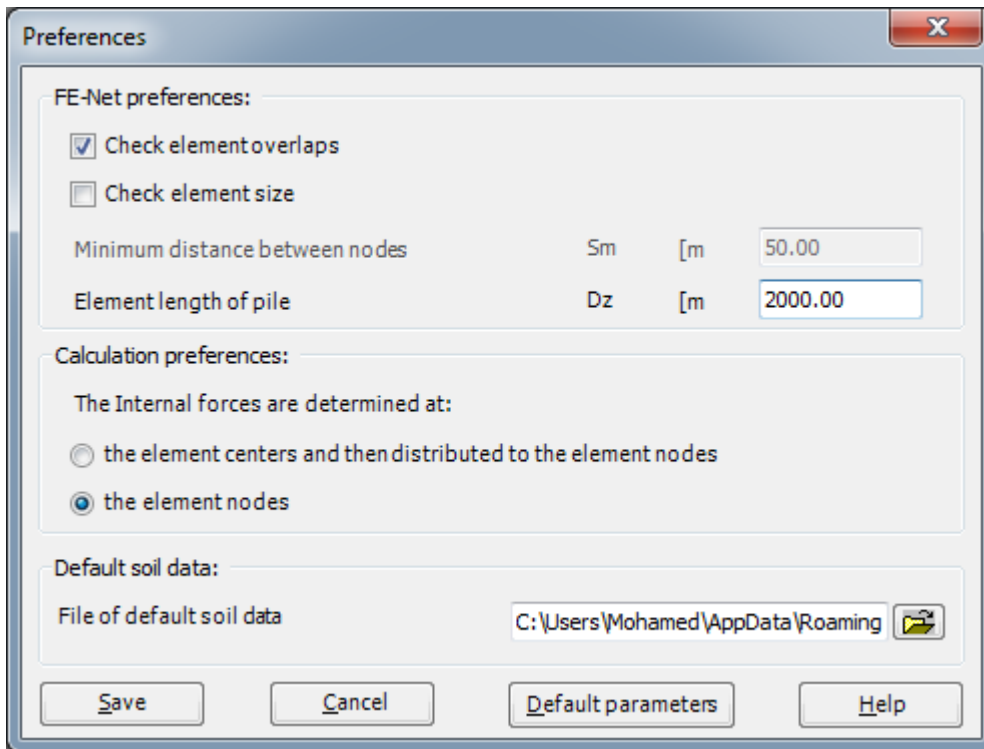 Preferences
FE-Net preferences:
Check element overlaps
Check element size
Minimum distance between nodes Sm [m 50.00
Element length of pile Dz [m 2000.00
Calculation preferences:
The Internal forces are determined at:
the element centers and then distributed to the element nodes
the element nodes
Default soil data:
File of default soil data C:\Users\Mohamed\AppData\Roaming
Save Cancel Default parameters Help